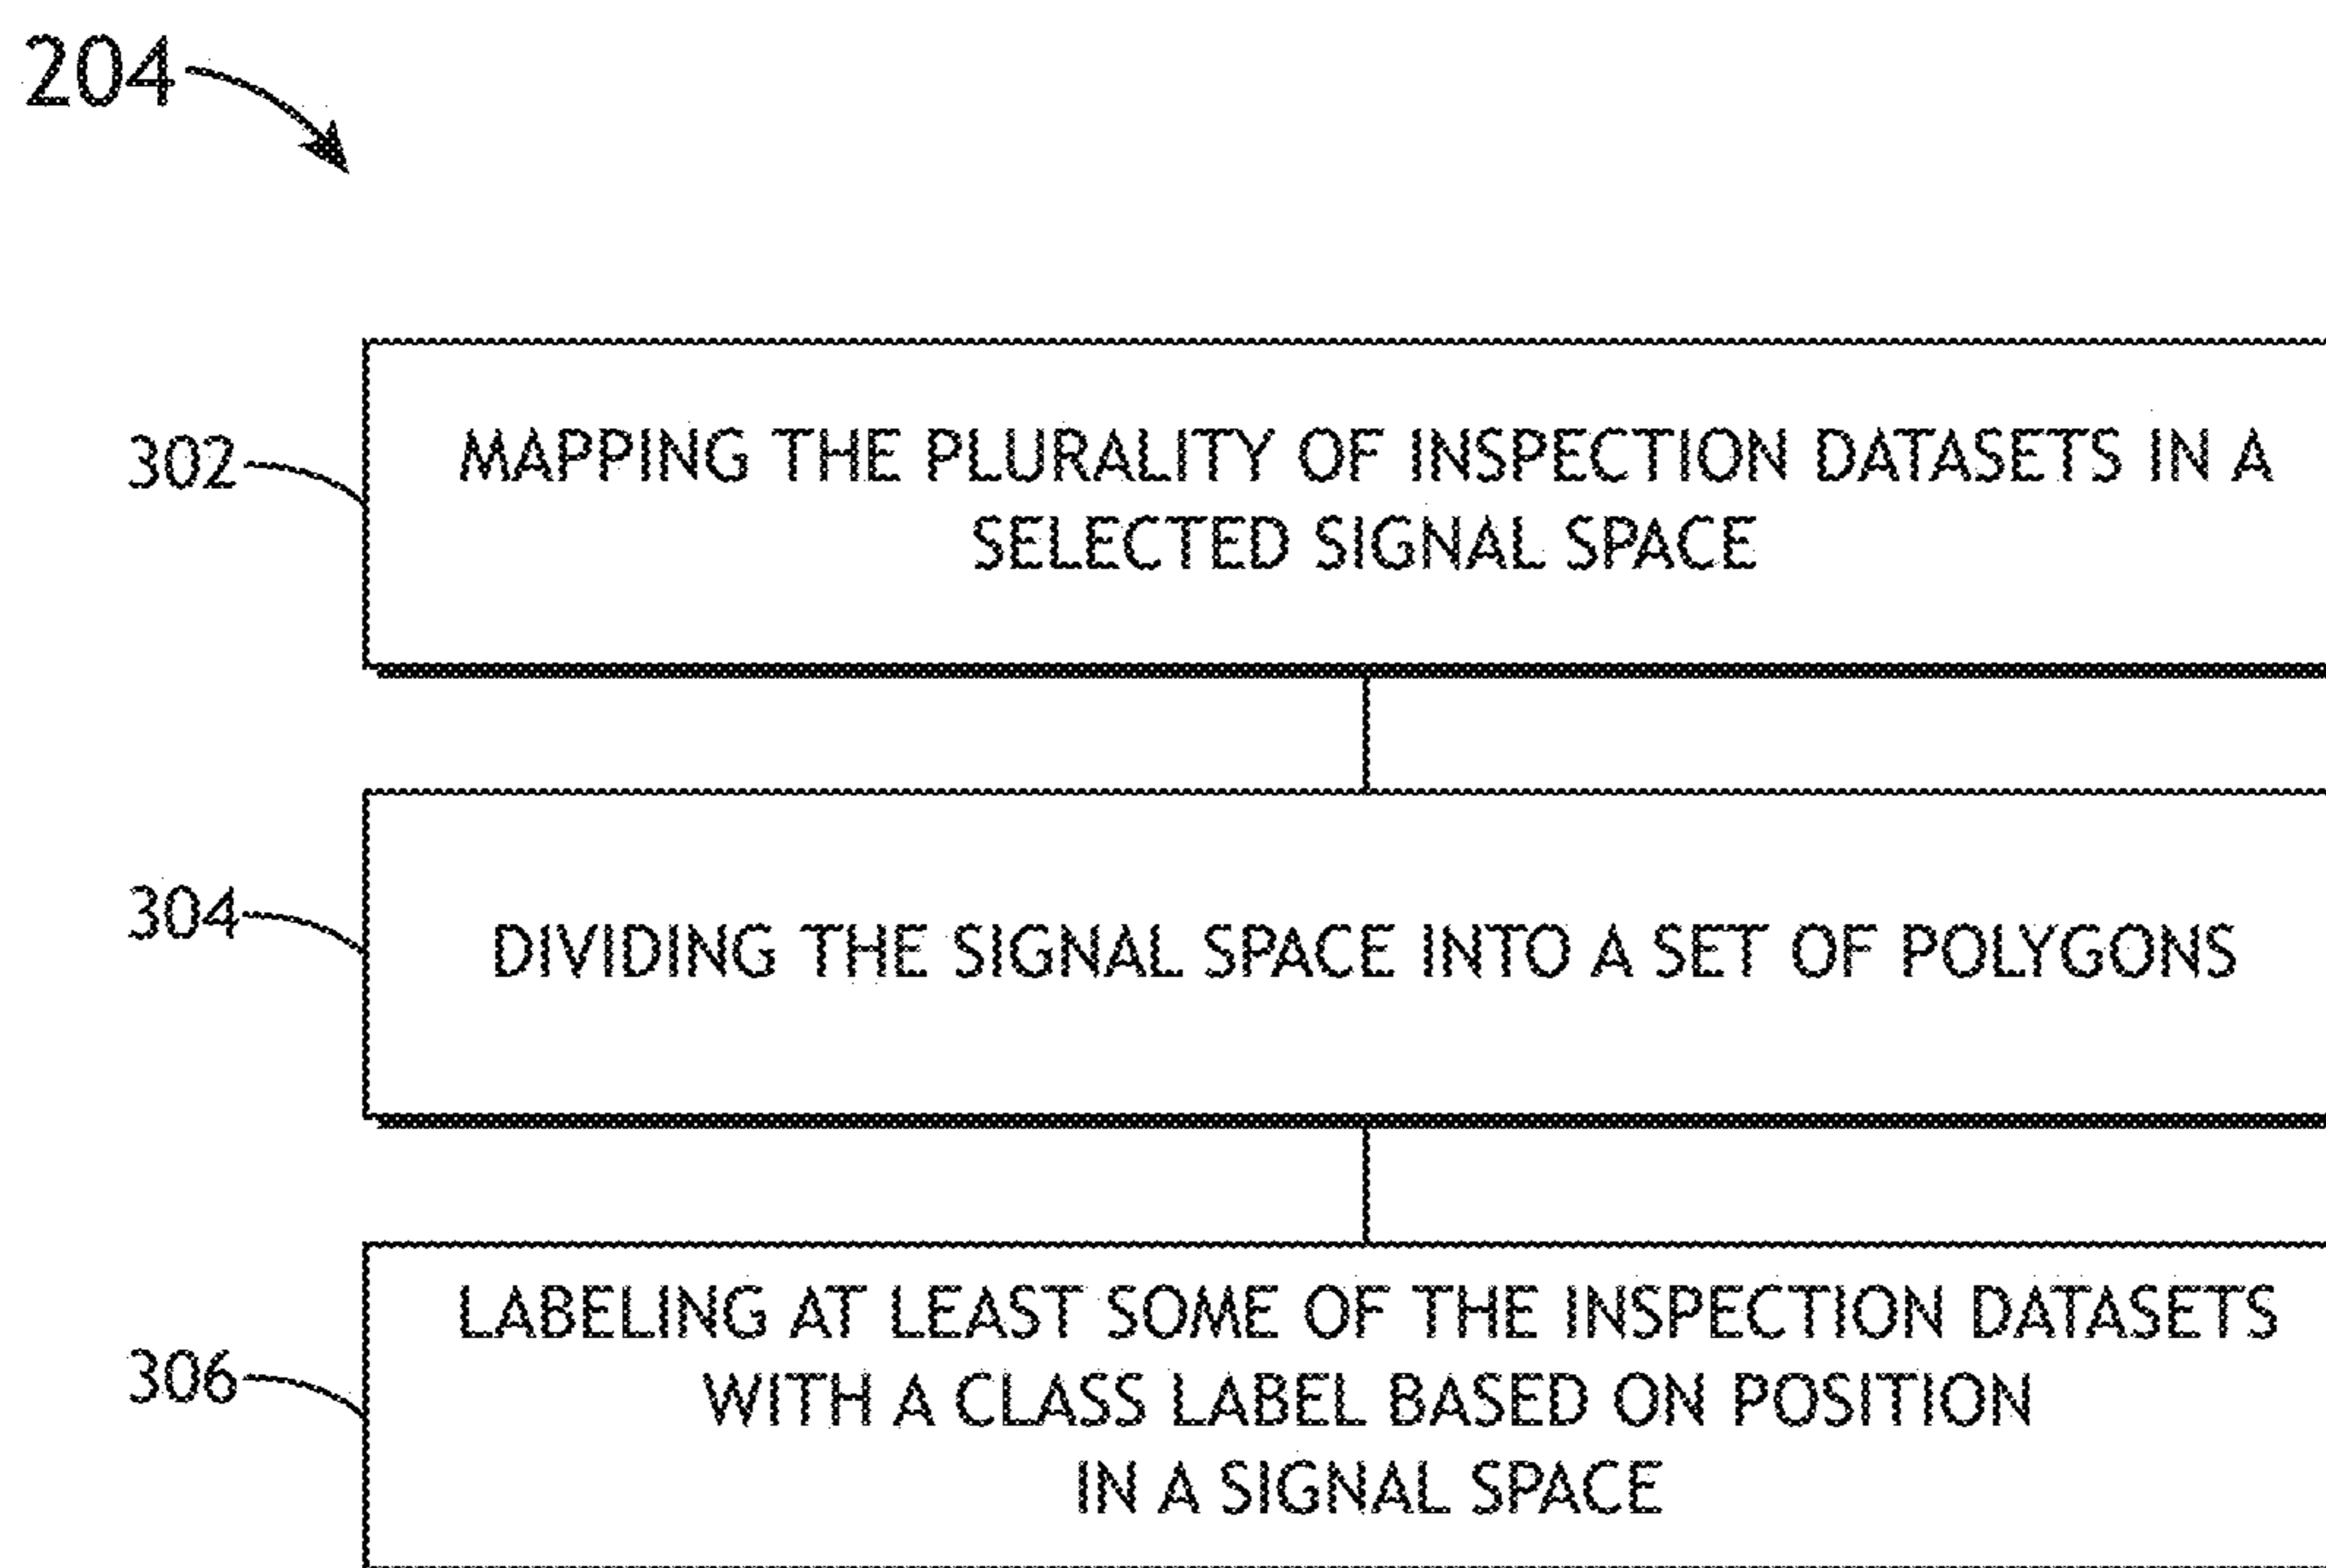 204
302
MAPPING THE PLURALITY OF INSPECTION DATASETS IN A
SELECTED SIGNAL SPACE
304
DIVIDING THE SIGNAL SPACE INTO A SET OF POLYGONS
306
LABELING AT LEAST SOME OF THE INSPECTION DATASETS
WITH A CLASS LABEL BASED ON POSITION
IN A SIGNAL SPACE